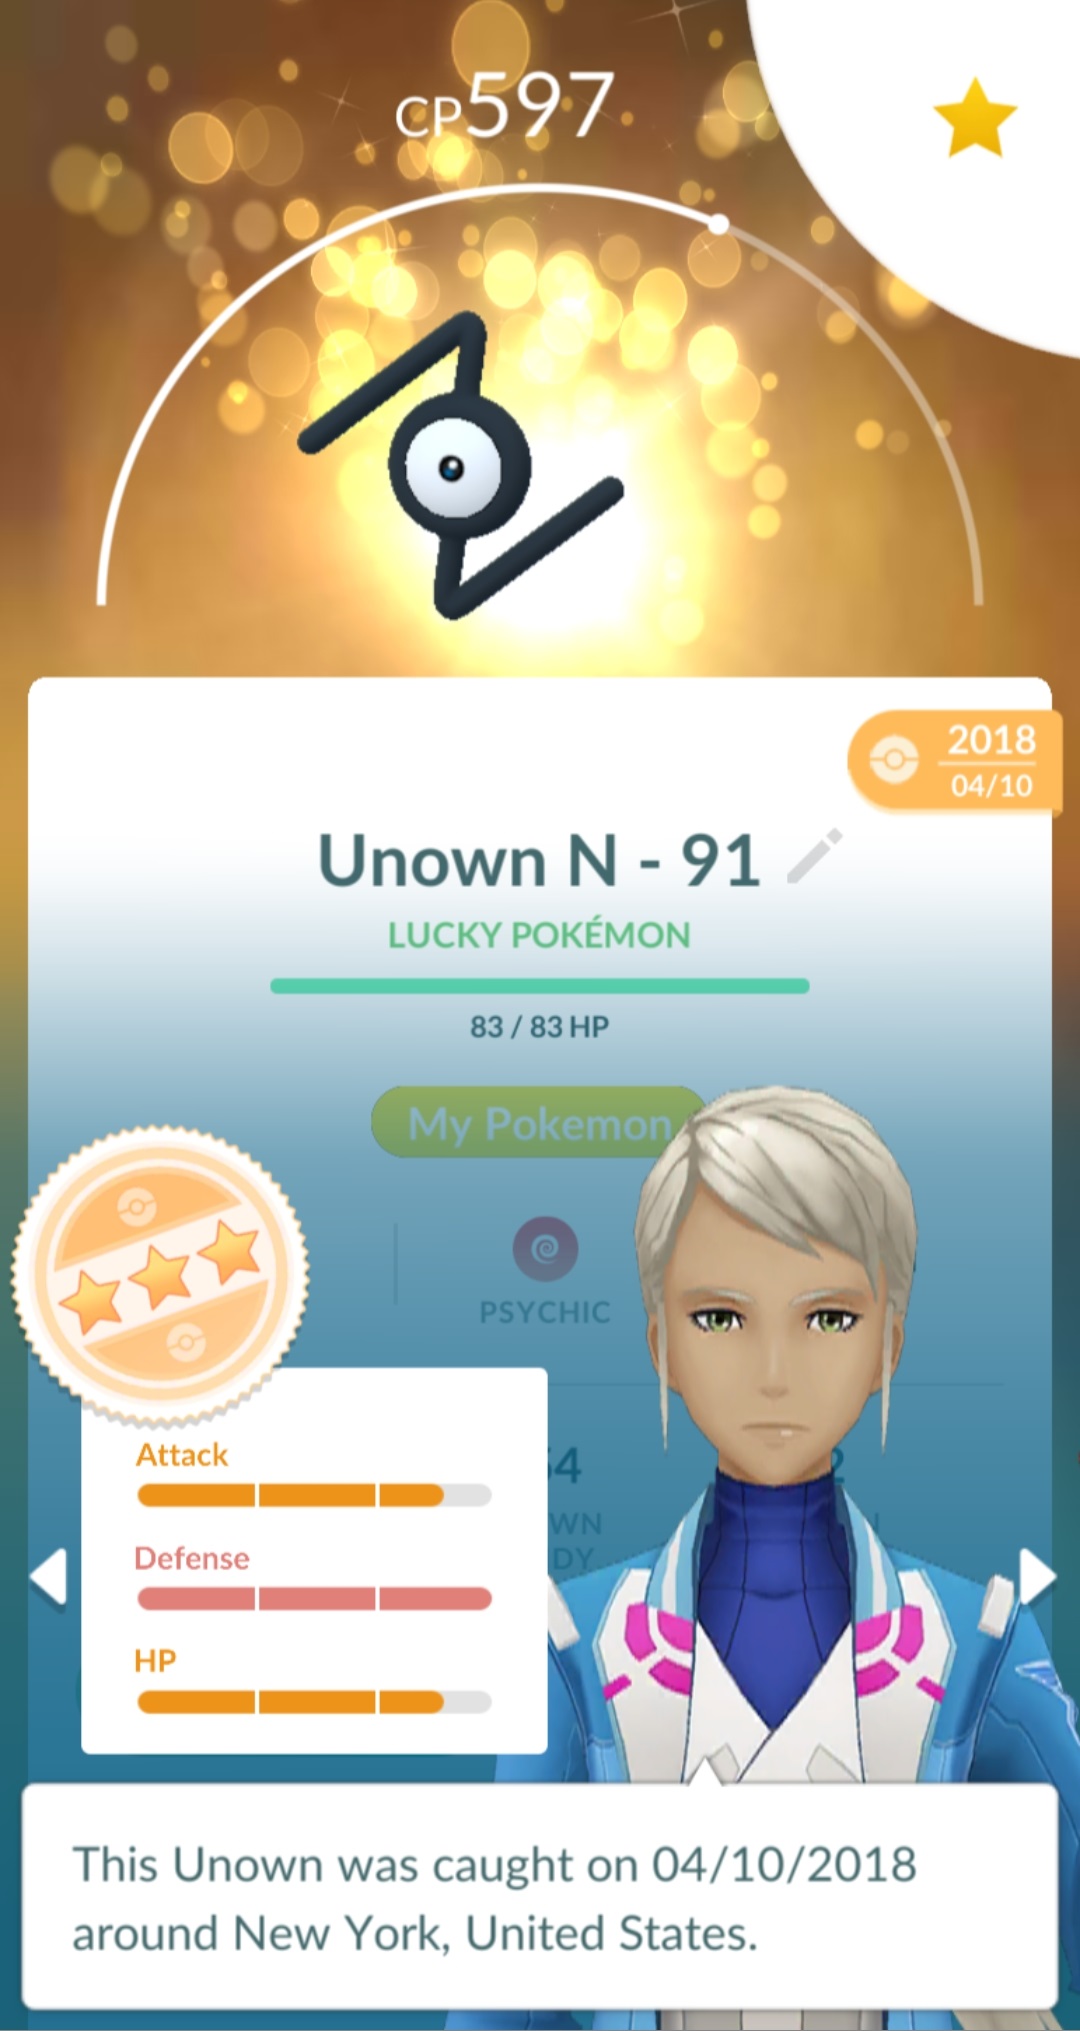 CP597
2018
04/10
Unown N - 91
LUCKY POKÉMON
83 / 83 HP
My Pokemon
PSYCHIC
Attack
Defense
HP
This Unown was caught on 04/10/2018
around New York, United States.